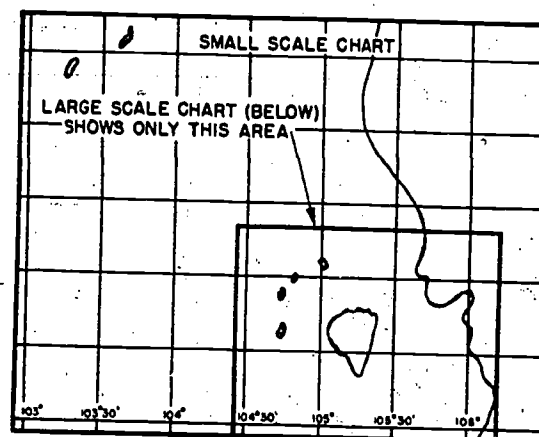 SMALL SCALE CHART
LARGE SCALE CHART (BELOW)
SHOWS ONLY THIS AREA
103° 103°30' 104° 104°30' 105° 105°30' 106°